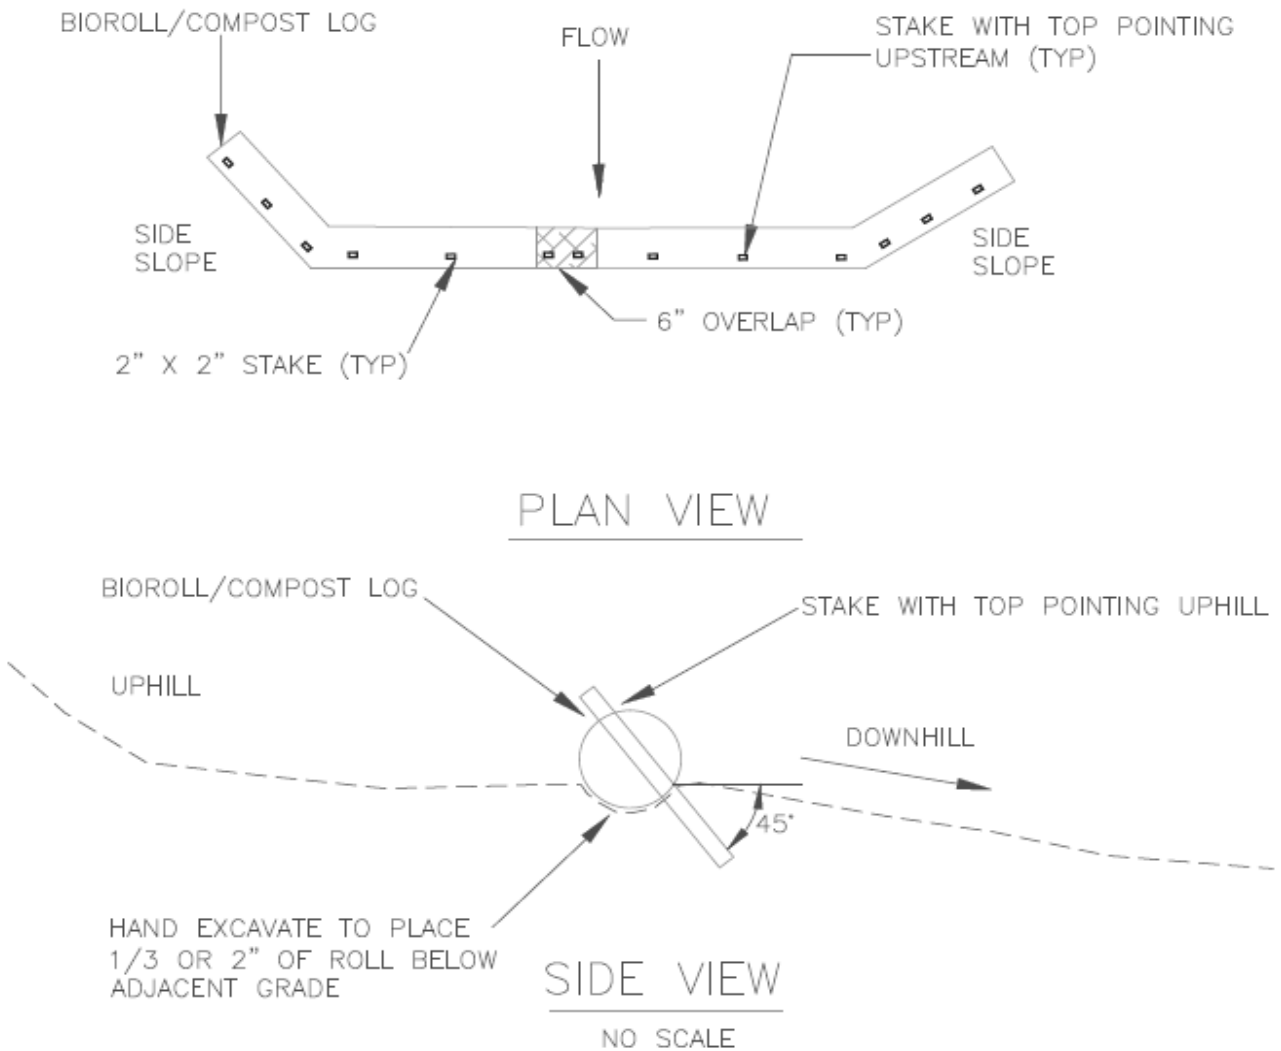 BIOROLL/COMPOST LOG
FLOW
STAKE WITH TOP POINTING
UPSTREAM (TYP)
SIDE
SLOPE
SIDE
SLOPE
6" OVERLAP (TYP)
2" X 2" STAKE (TYP)
PLAN VIEW
BIOROLL/COMPOST LOG
STAKE WITH TOP POINTING UPHILL
UPHILL
DOWNHILL
45°
HAND EXCAVATE TO PLACE
1/3 OR 2" OF ROLL BELOW
ADJACENT GRADE
SIDE VIEW
NO SCALE